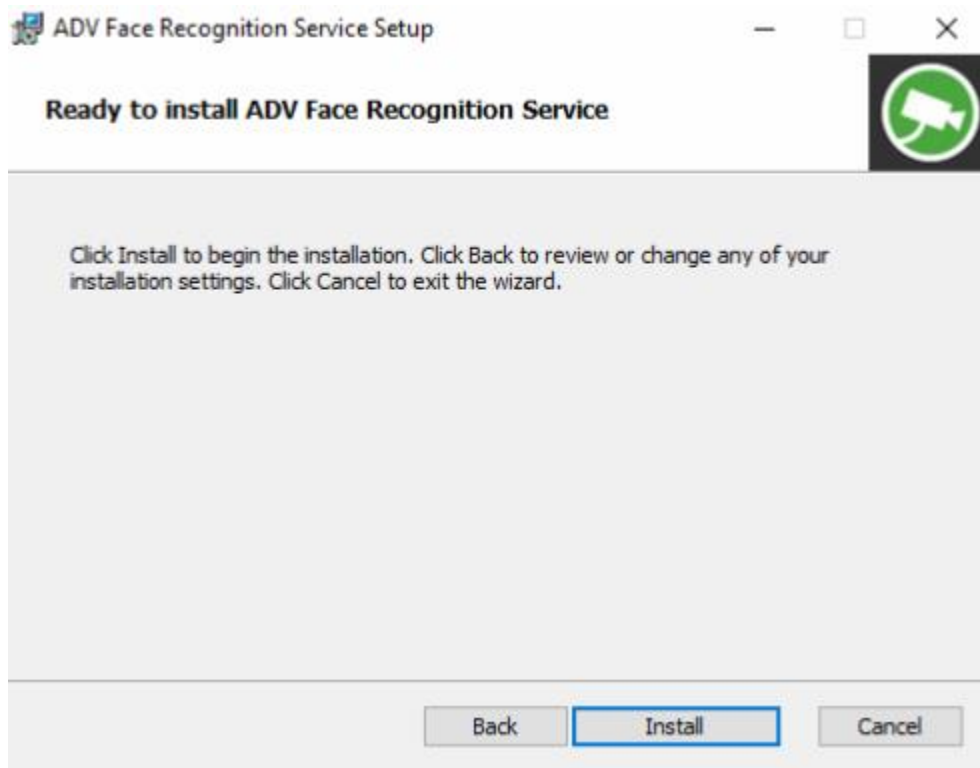 ADV Face Recognition Service Setup
Ready to install ADV Face Recognition Service
Click Install to begin the installation. Click Back to review or change any of your
installation settings. Click Cancel to exit the wizard.
Back Install Cancel